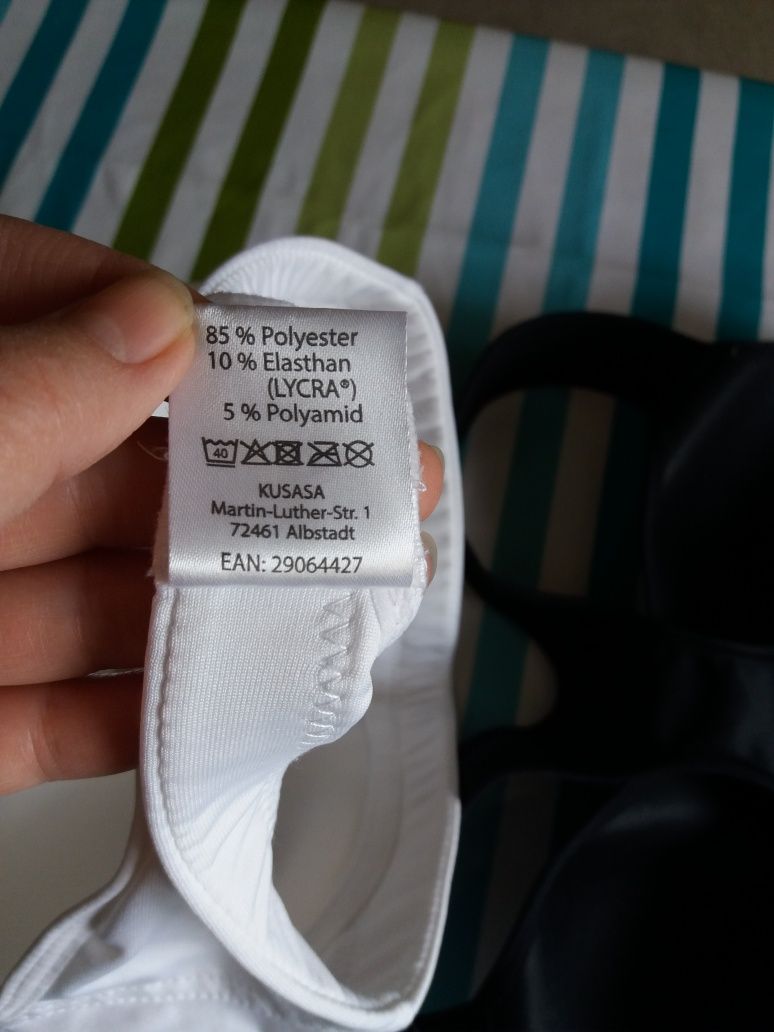 85 % Polyester
10 % Elasthan
(LYCRA®)
5 % Polyamid
40
KUSASA
Martin-Luther-Str. 1
72461 Albstadt
EAN: 29064427